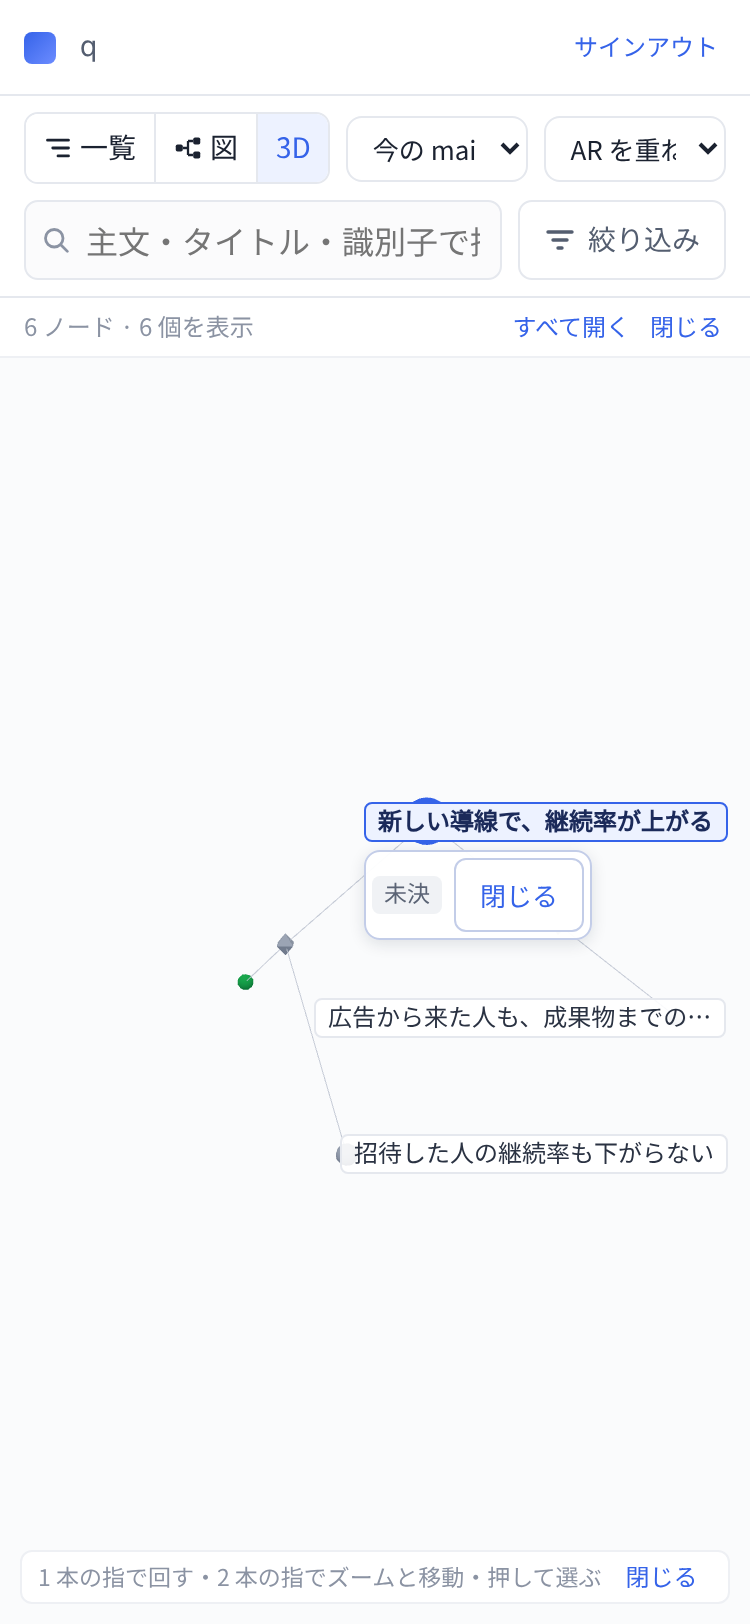 q
サインアウト
一覧
図
3D
今の mai
AR を重ね
主文・タイトル・識別子で
絞り込み
6 ノード · 6 個を表示
すべて開く
閉じる
新しい導線で、継続率が上がる
未決
閉じる
広告から来た人も、成果物までの…
招待した人の継続率も下がらない
1 本の指で回す・2 本の指でズームと移動・押して選ぶ
閉じる